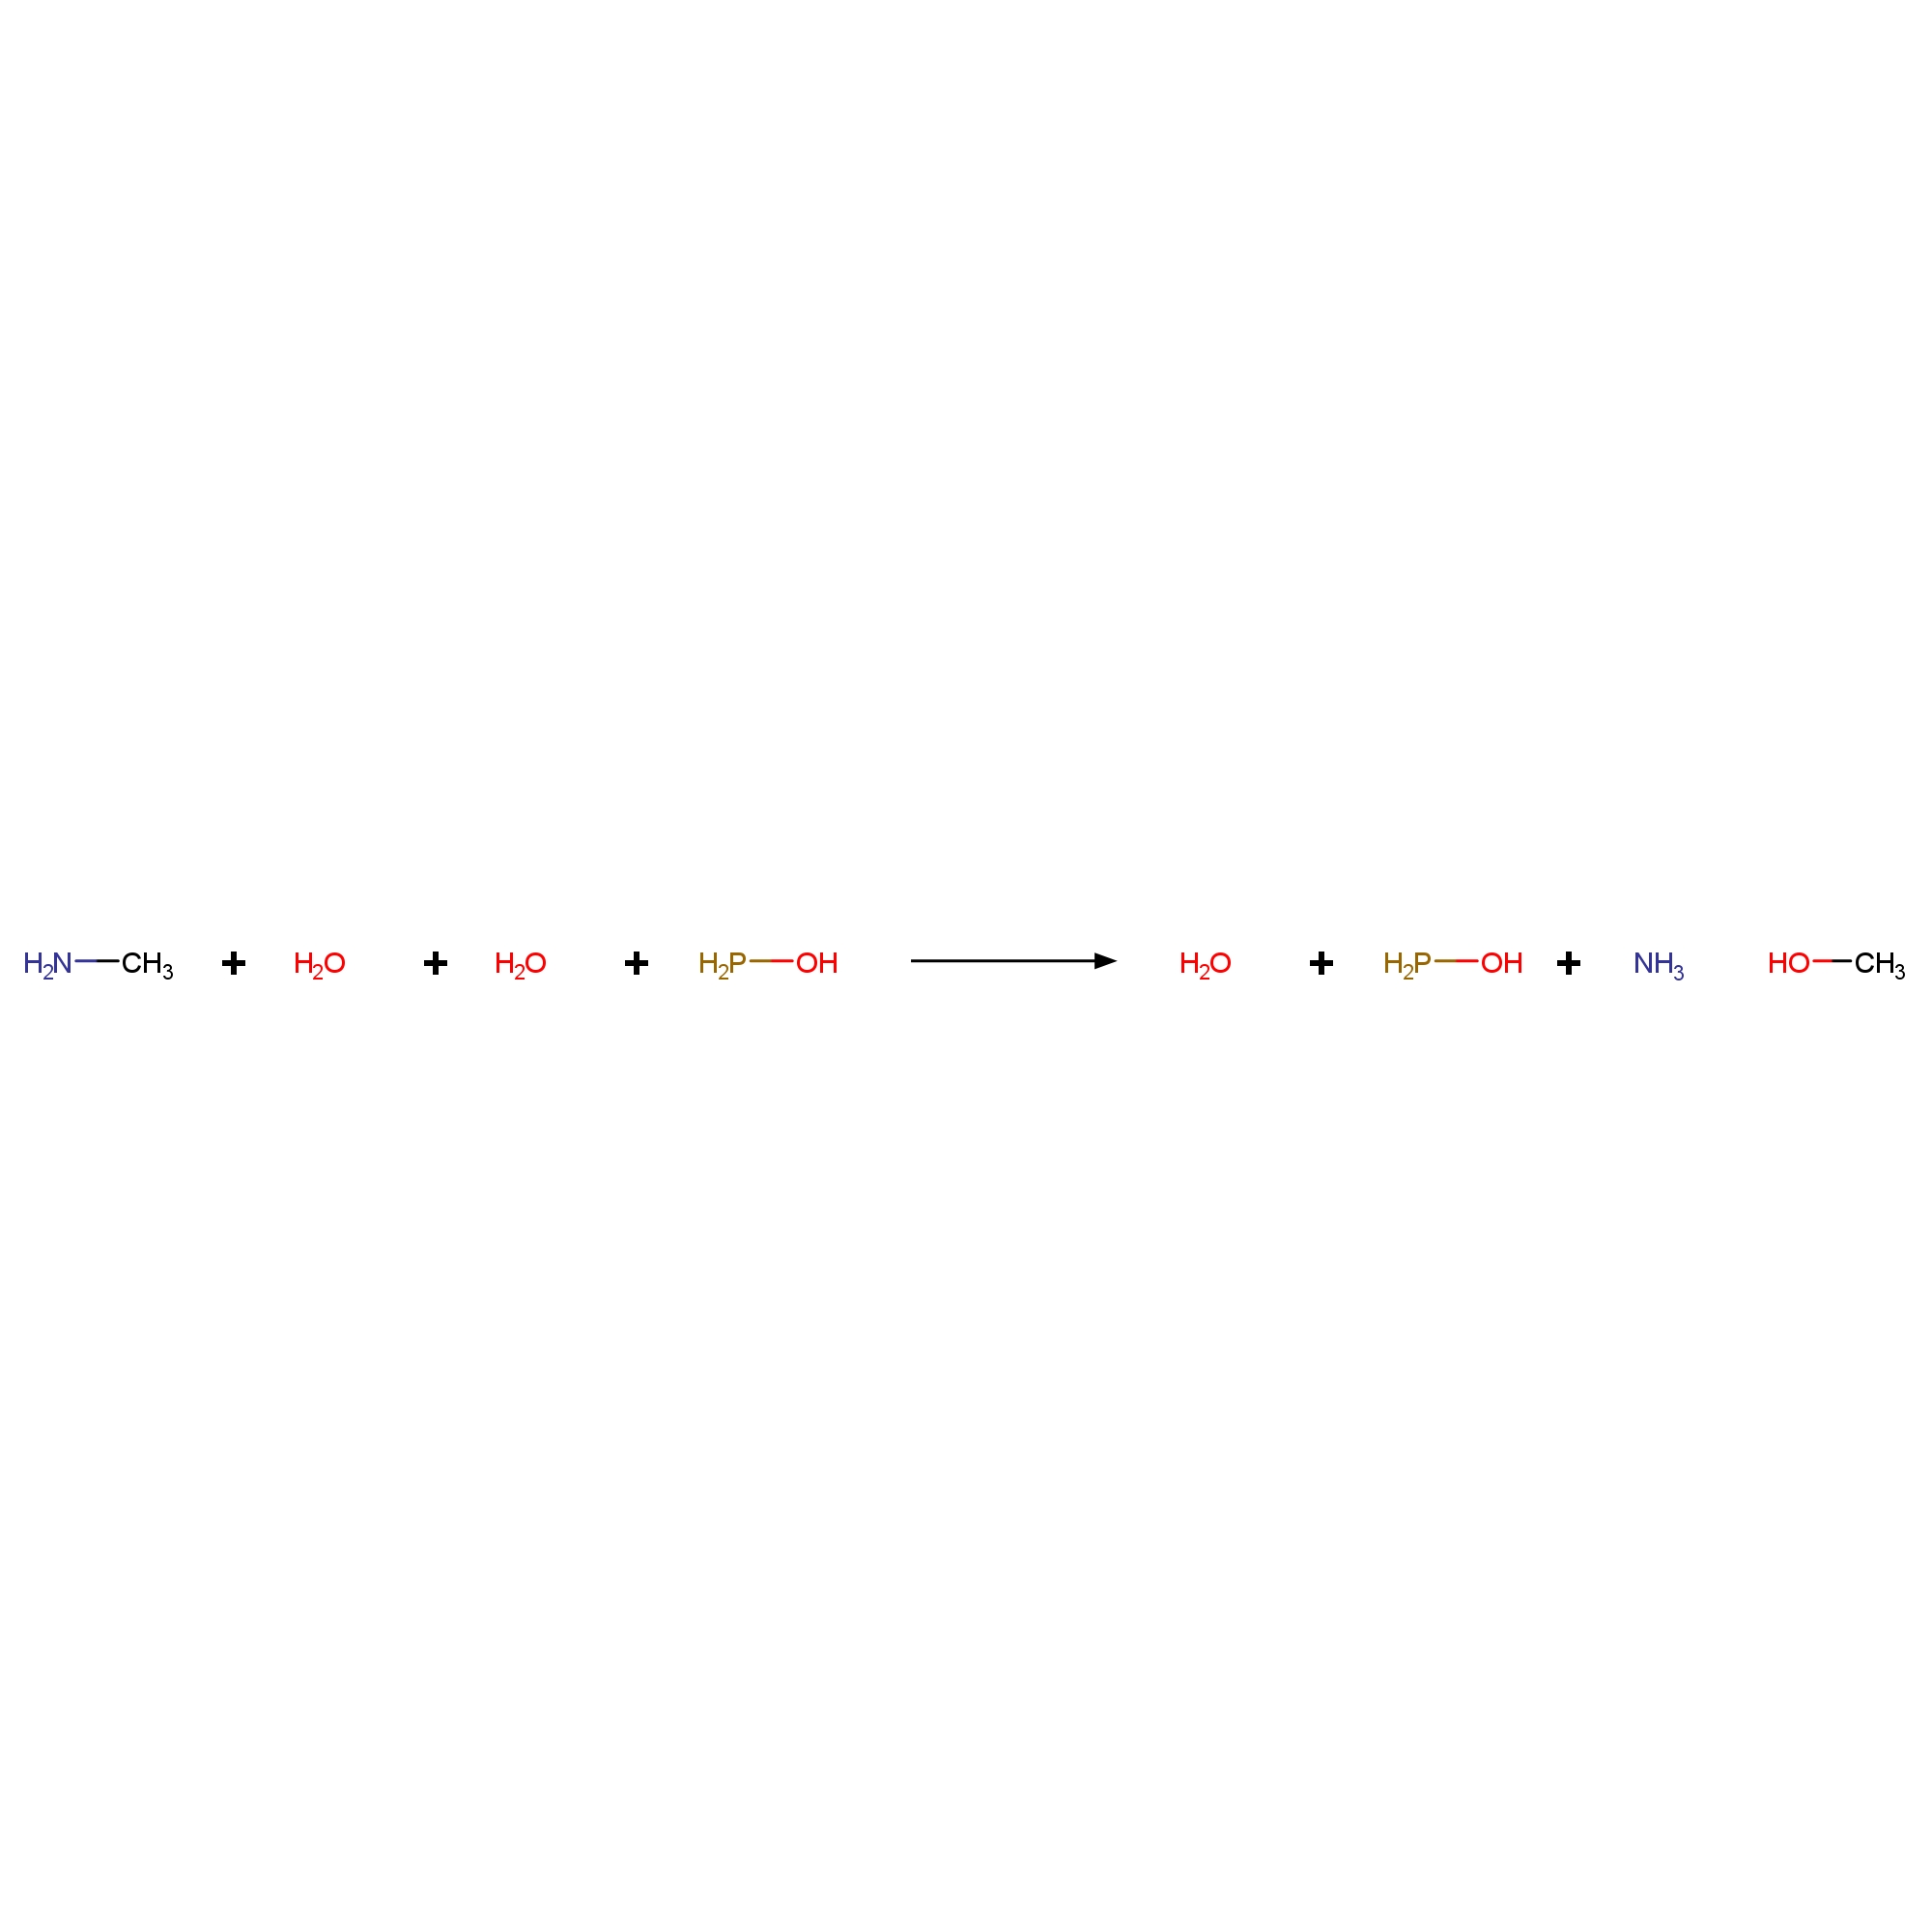 H₂N—CH₃ + H₂O + H₂O + H₂P—OH → H₂O + H₂P—OH + NH₃ HO—CH₃